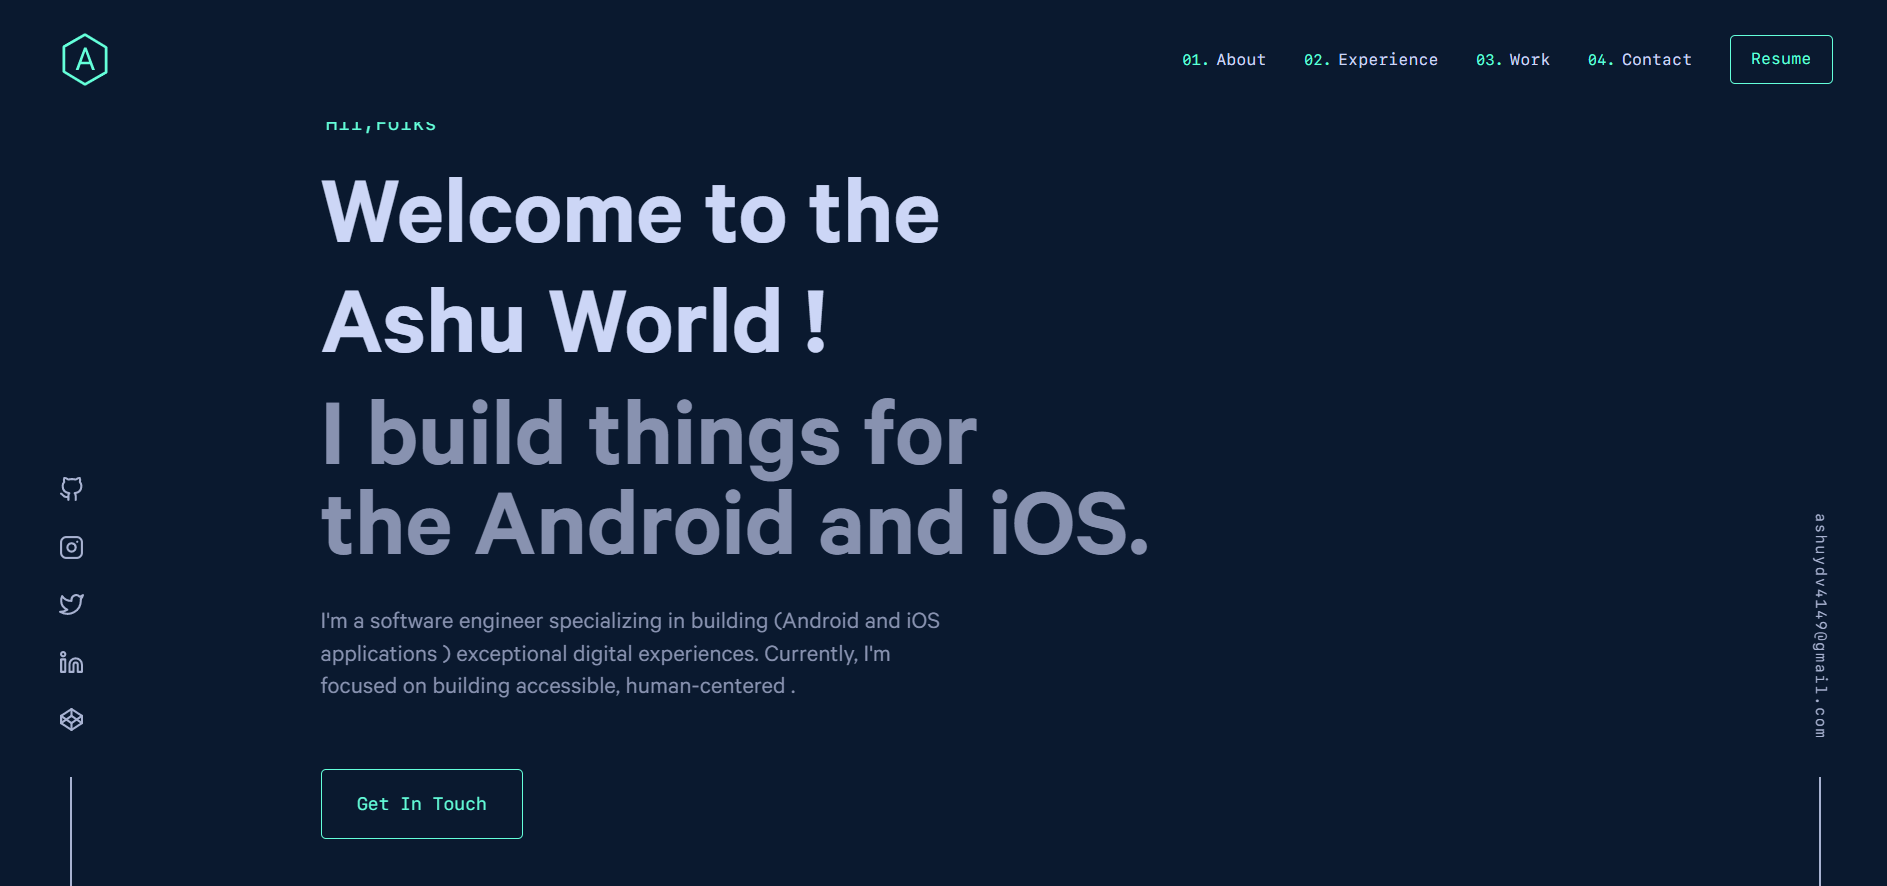 A
01. About
02. Experience
03. Work
04. Contact
Resume
Hii,Folks
Welcome to the
Ashu World !
I build things for
the Android and iOS.
I'm a software engineer specializing in building (Android and iOS
applications ) exceptional digital experiences. Currently, I'm
focused on building accessible, human-centered .
Get In Touch
ashuydv4149@gmail.com